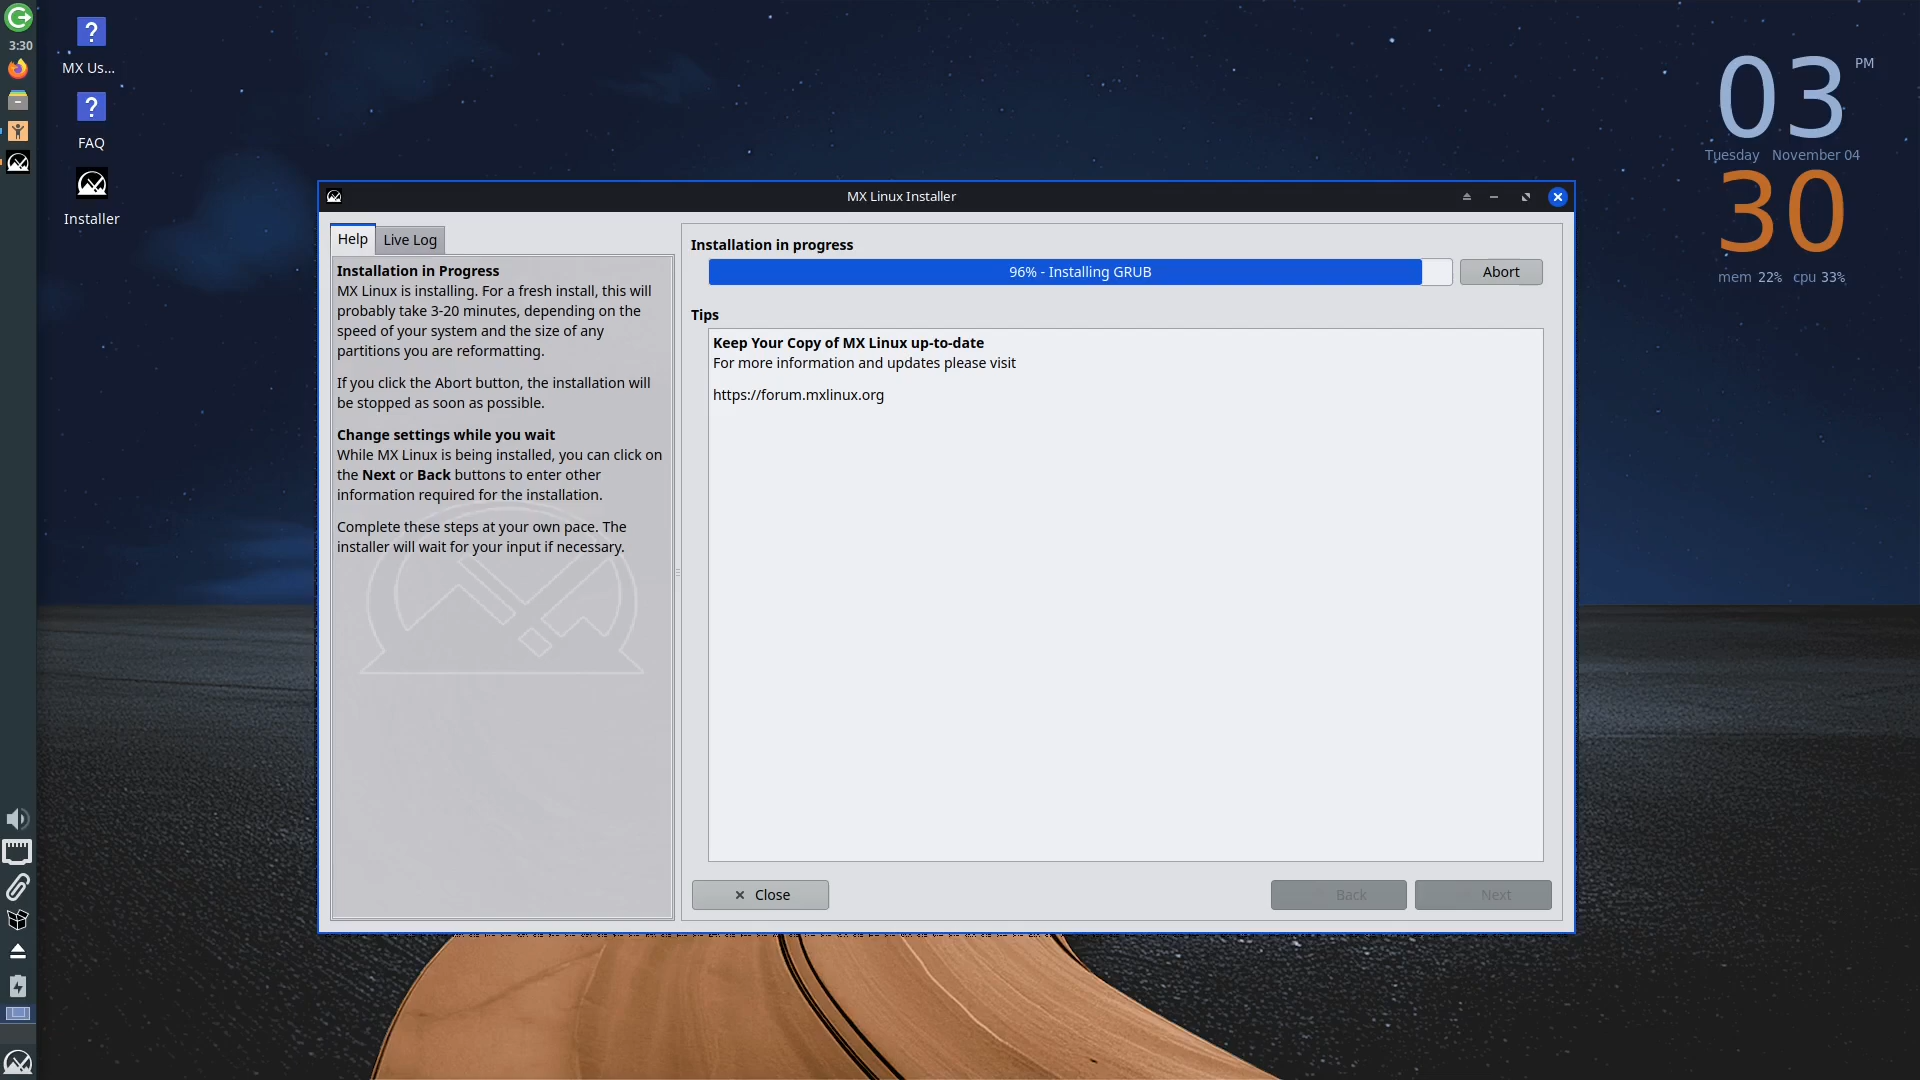 3:30
MX Us...
FAQ
Installer
03 PM
Tuesday November 04
30
mem 22% cpu 33%
MX Linux Installer
Help Live Log
Installation in Progress
MX Linux is installing. For a fresh install, this will
probably take 3-20 minutes, depending on the
speed of your system and the size of any
partitions you are reformatting.
If you click the Abort button, the installation will
be stopped as soon as possible.
Change settings while you wait
While MX Linux is being installed, you can click on
the Next or Back buttons to enter other
information required for the installation.
Complete these steps at your own pace. The
installer will wait for your input if necessary.
Installation in progress
96% - Installing GRUB Abort
Tips
Keep Your Copy of MX Linux up-to-date
For more information and updates please visit
https://forum.mxlinux.org
Close Back Next